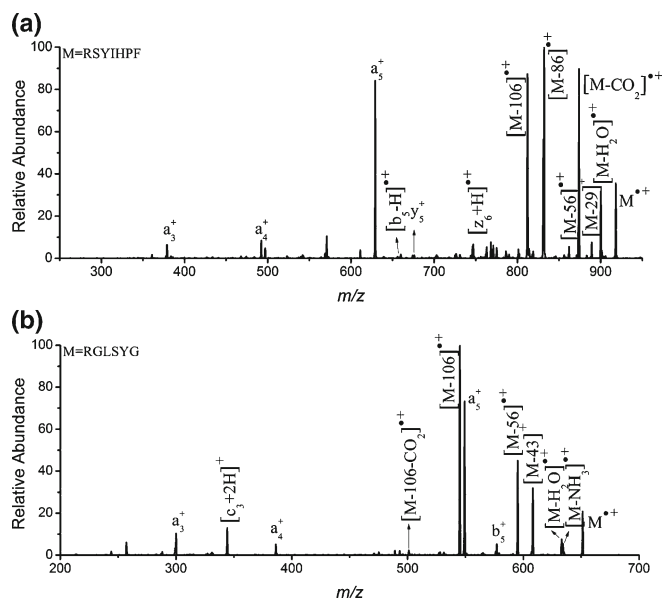 (a)
M=RSYIHPF
Relative Abundance
100
80
60
40
20
0
a₃⁺
a₄⁺
a₅⁺
[b₅-H]•⁺
y₅⁺
[z₆+H]•⁺
[M-106]•⁺
[M-86]•⁺
[M-56]•⁺
[M-CO₂]•⁺
[M-29]⁺
[M-H₂O]•⁺
M•⁺
300 400 500 600 700 800 900
m/z
(b)
M=RGLSYG
Relative Abundance
100
80
60
40
20
0
a₃⁺
[c₃+2H]⁺
a₄⁺
[M-106-CO₂]•⁺
[M-106]•⁺
a₅⁺
b₅⁺
[M-56]•⁺
[M-43]⁺
[M-H₂O]•⁺
[M-NH₃]•⁺
M•⁺
200 300 400 500 600 700
m/z